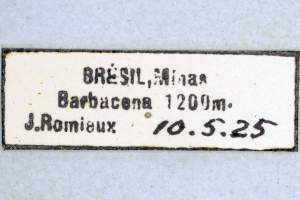 BRÉSIL, Minas
Barbacena 1200m.
J. Romieux 10.5.25